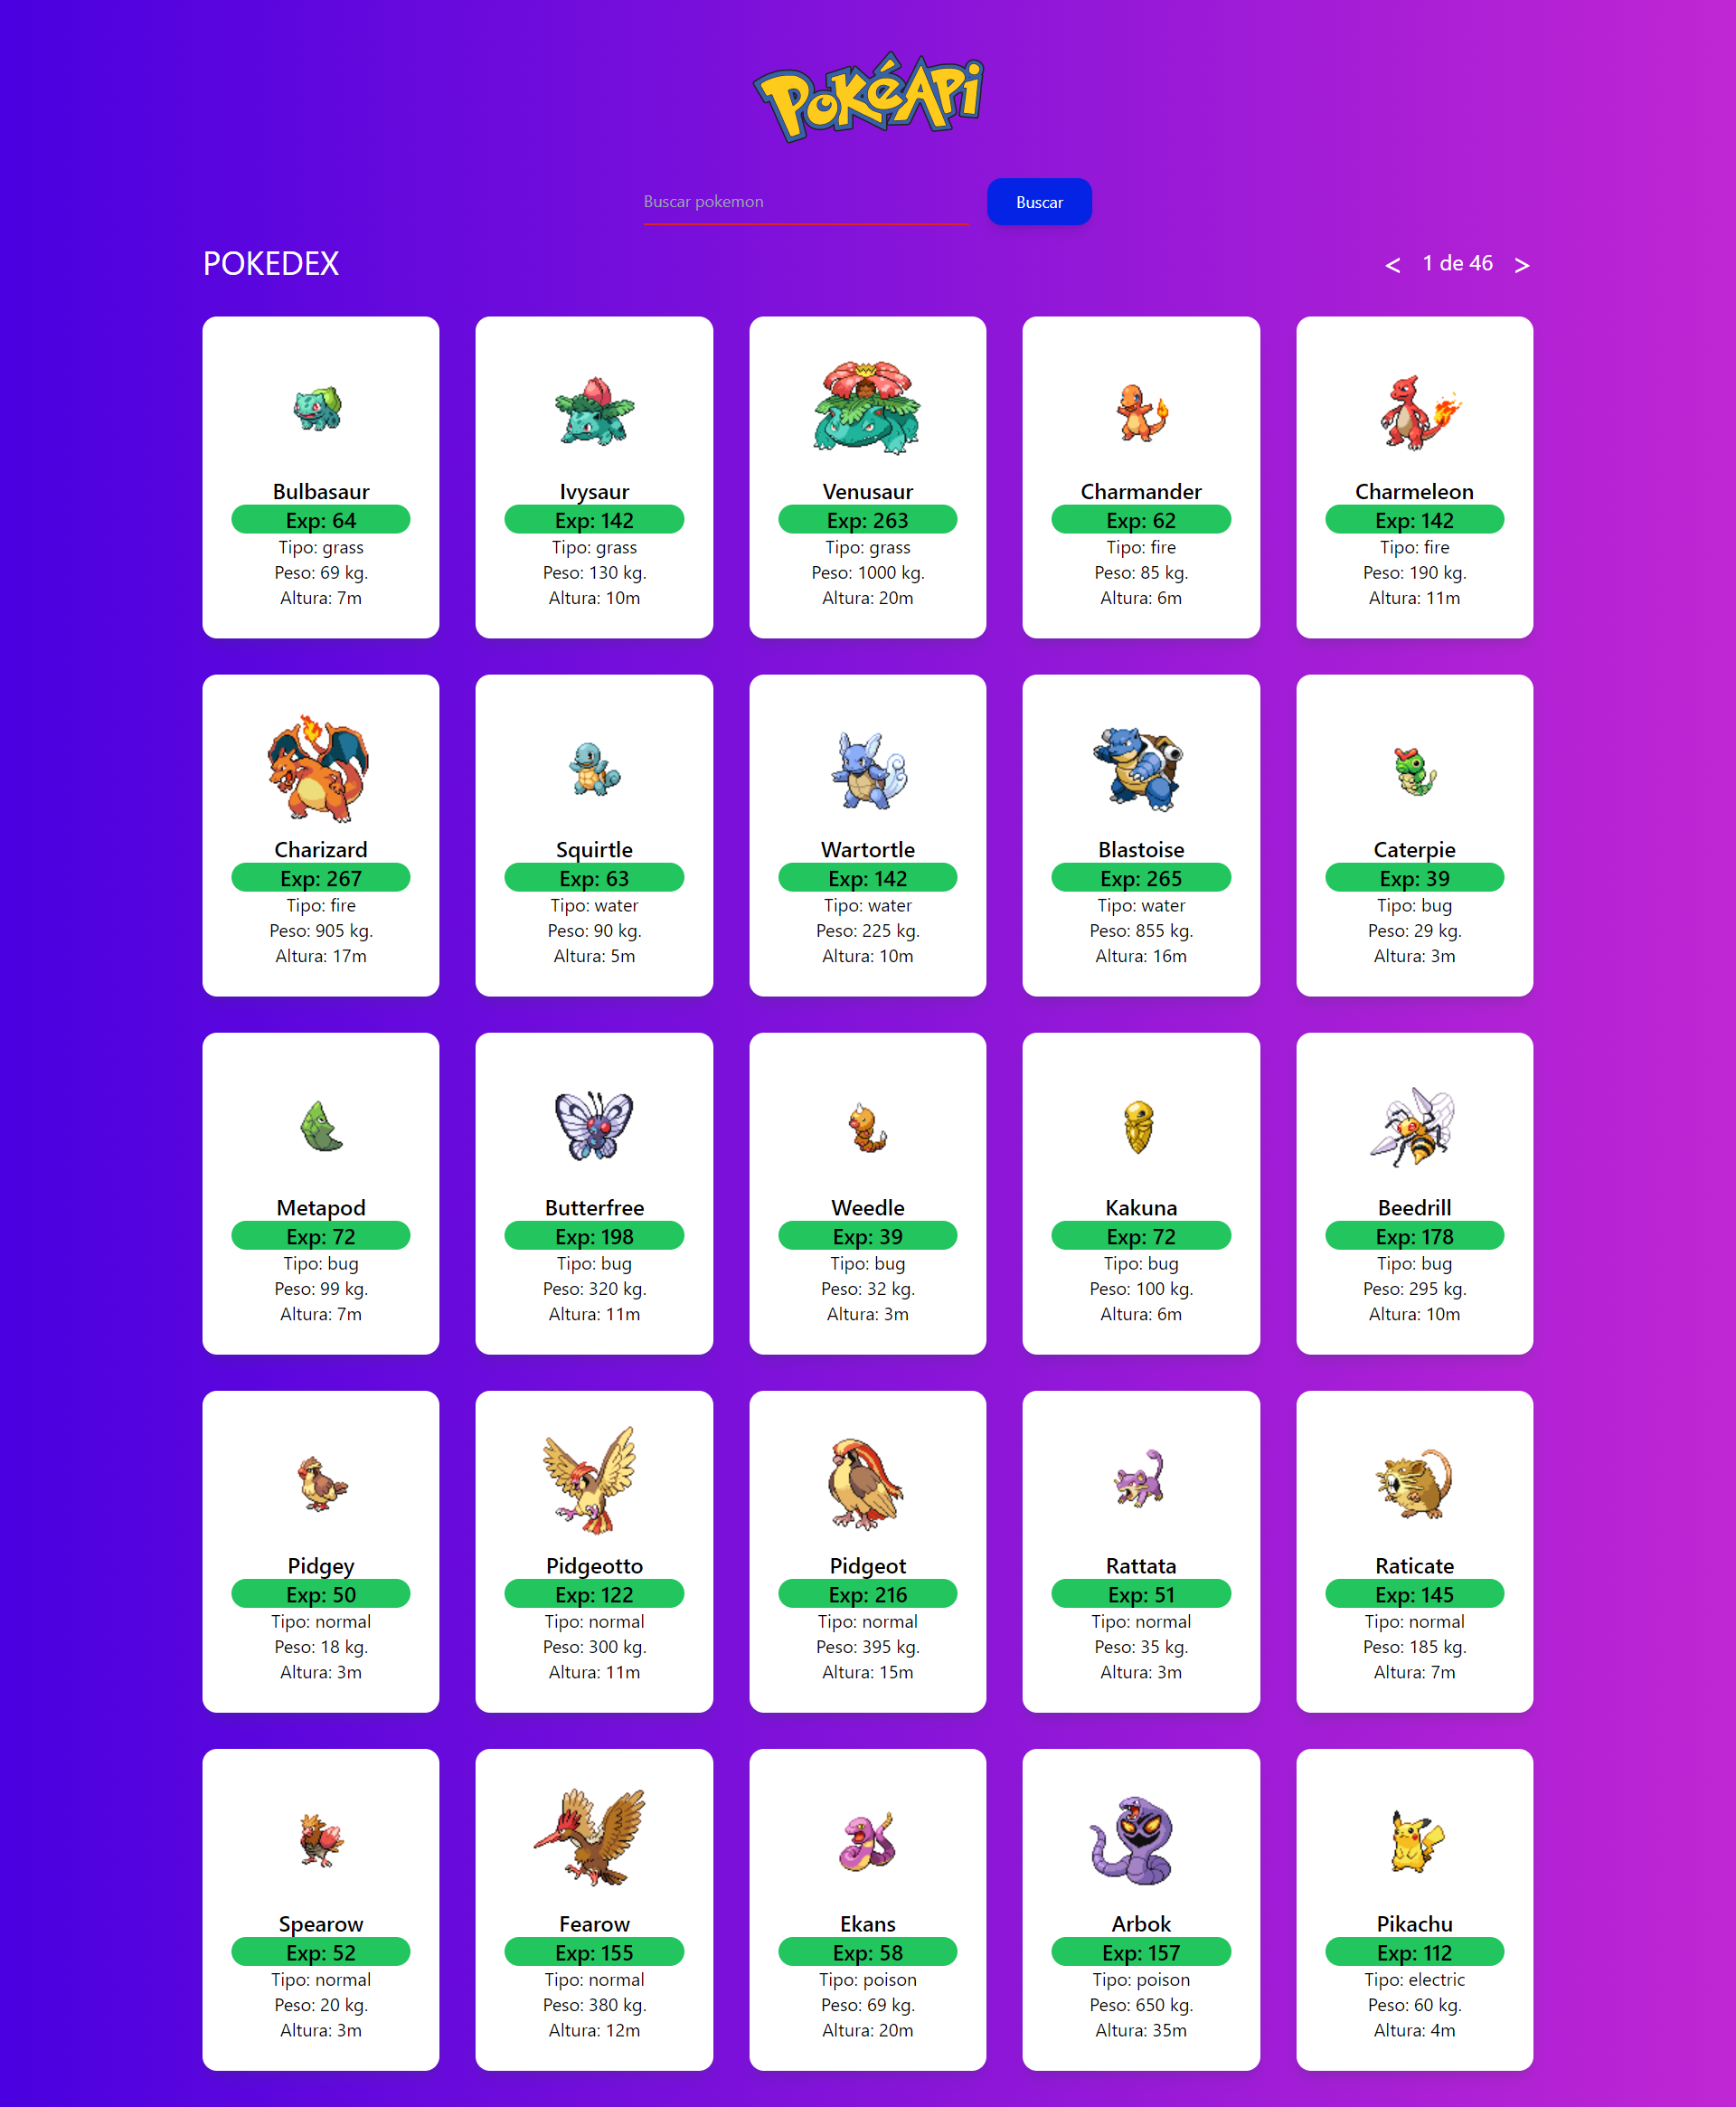 PokéApi
Buscar pokemon
Buscar
POKEDEX
< 1 de 46 >
Bulbasaur
Exp: 64
Tipo: grass
Peso: 69 kg.
Altura: 7m
Ivysaur
Exp: 142
Tipo: grass
Peso: 130 kg.
Altura: 10m
Venusaur
Exp: 263
Tipo: grass
Peso: 1000 kg.
Altura: 20m
Charmander
Exp: 62
Tipo: fire
Peso: 85 kg.
Altura: 6m
Charmeleon
Exp: 142
Tipo: fire
Peso: 190 kg.
Altura: 11m
Charizard
Exp: 267
Tipo: fire
Peso: 905 kg.
Altura: 17m
Squirtle
Exp: 63
Tipo: water
Peso: 90 kg.
Altura: 5m
Wartortle
Exp: 142
Tipo: water
Peso: 225 kg.
Altura: 10m
Blastoise
Exp: 265
Tipo: water
Peso: 855 kg.
Altura: 16m
Caterpie
Exp: 39
Tipo: bug
Peso: 29 kg.
Altura: 3m
Metapod
Exp: 72
Tipo: bug
Peso: 99 kg.
Altura: 7m
Butterfree
Exp: 198
Tipo: bug
Peso: 320 kg.
Altura: 11m
Weedle
Exp: 39
Tipo: bug
Peso: 32 kg.
Altura: 3m
Kakuna
Exp: 72
Tipo: bug
Peso: 100 kg.
Altura: 6m
Beedrill
Exp: 178
Tipo: bug
Peso: 295 kg.
Altura: 10m
Pidgey
Exp: 50
Tipo: normal
Peso: 18 kg.
Altura: 3m
Pidgeotto
Exp: 122
Tipo: normal
Peso: 300 kg.
Altura: 11m
Pidgeot
Exp: 216
Tipo: normal
Peso: 395 kg.
Altura: 15m
Rattata
Exp: 51
Tipo: normal
Peso: 35 kg.
Altura: 3m
Raticate
Exp: 145
Tipo: normal
Peso: 185 kg.
Altura: 7m
Spearow
Exp: 52
Tipo: normal
Peso: 20 kg.
Altura: 3m
Fearow
Exp: 155
Tipo: normal
Peso: 380 kg.
Altura: 12m
Ekans
Exp: 58
Tipo: poison
Peso: 69 kg.
Altura: 20m
Arbok
Exp: 157
Tipo: poison
Peso: 650 kg.
Altura: 35m
Pikachu
Exp: 112
Tipo: electric
Peso: 60 kg.
Altura: 4m